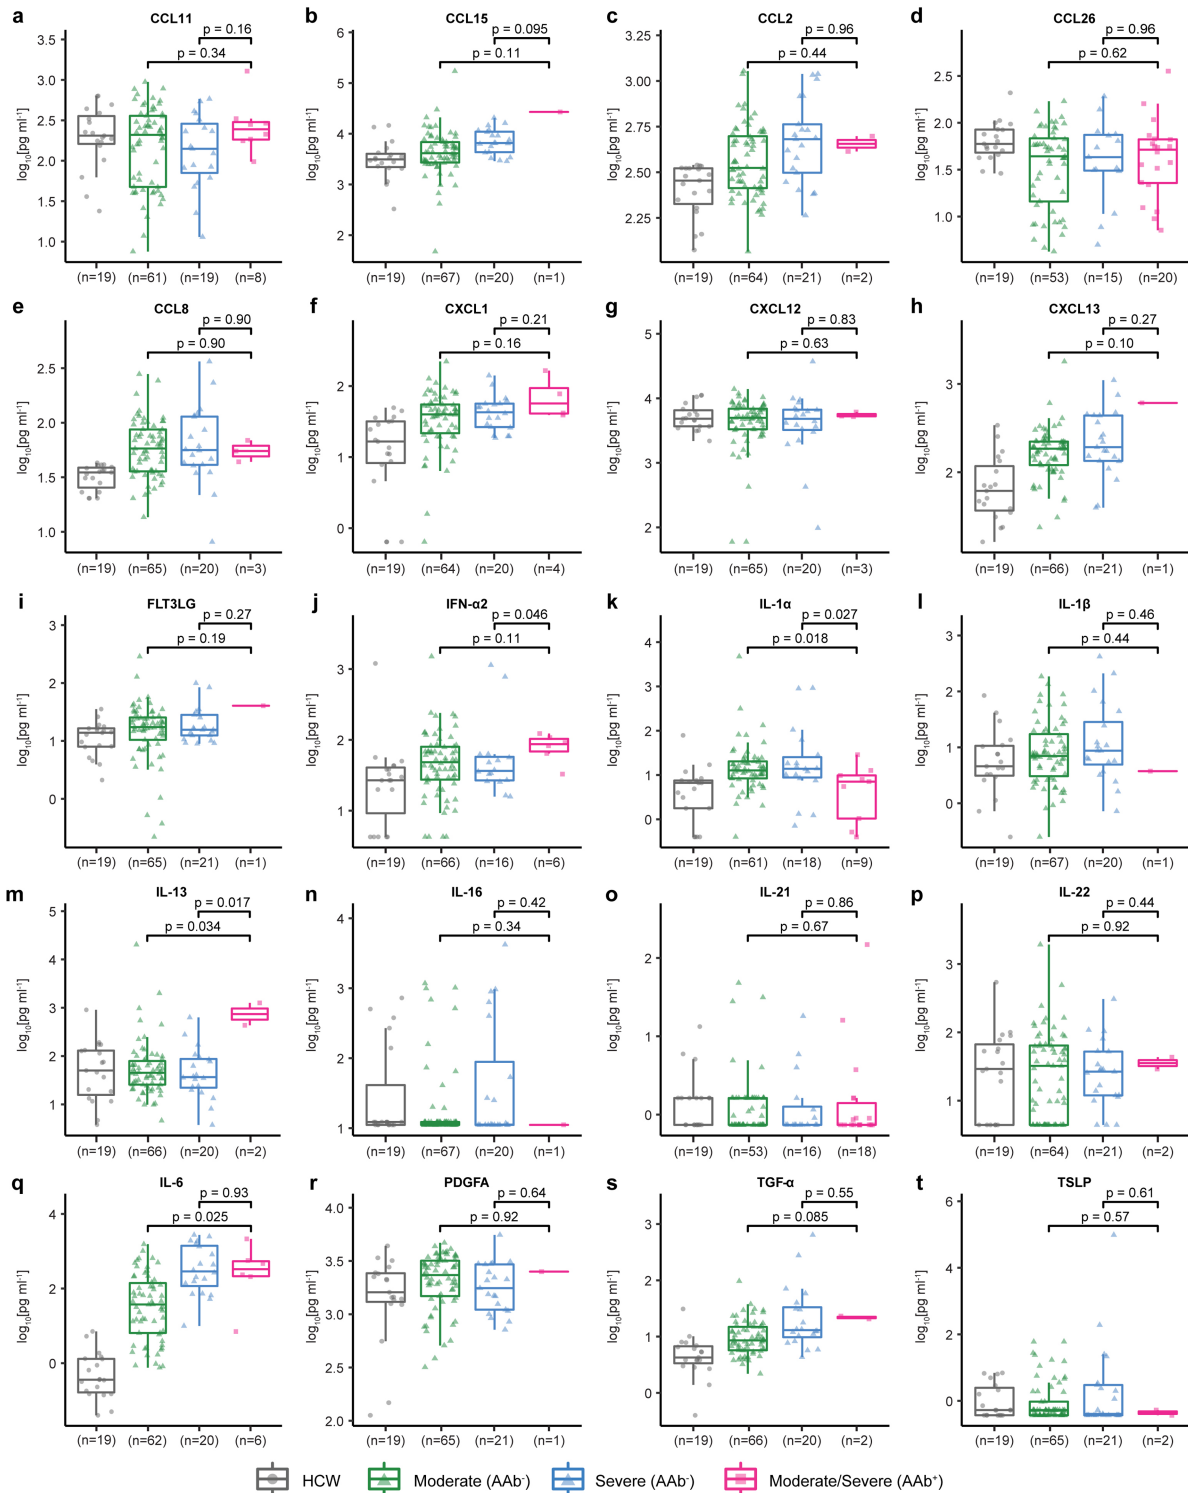 a CCL11
p = 0.16
p = 0.34
log10[pg ml-1]
3.5
3.0
2.5
2.0
1.5
1.0
(n=19) (n=61) (n=19) (n=8)
b CCL15
p = 0.095
p = 0.11
log10[pg ml-1]
6
5
4
3
2
(n=19) (n=67) (n=20) (n=1)
c CCL2
p = 0.96
p = 0.44
log10[pg ml-1]
3.25
3.00
2.75
2.50
2.25
(n=19) (n=64) (n=21) (n=2)
d CCL26
p = 0.96
p = 0.62
log10[pg ml-1]
2.5
2.0
1.5
1.0
(n=19) (n=53) (n=15) (n=20)
e CCL8
p = 0.90
p = 0.90
log10[pg ml-1]
2.5
2.0
1.5
1.0
(n=19) (n=65) (n=20) (n=3)
f CXCL1
p = 0.21
p = 0.16
log10[pg ml-1]
2
1
0
(n=19) (n=64) (n=20) (n=4)
g CXCL12
p = 0.83
p = 0.63
log10[pg ml-1]
5
4
3
2
(n=19) (n=65) (n=20) (n=3)
h CXCL13
p = 0.27
p = 0.10
log10[pg ml-1]
3
2
(n=19) (n=66) (n=21) (n=1)
i FLT3LG
p = 0.27
p = 0.19
log10[pg ml-1]
3
2
1
0
(n=19) (n=65) (n=21) (n=1)
j IFN-α2
p = 0.046
p = 0.11
log10[pg ml-1]
3
2
1
(n=19) (n=66) (n=16) (n=6)
k IL-1α
p = 0.027
p = 0.018
log10[pg ml-1]
4
3
2
1
0
(n=19) (n=61) (n=18) (n=9)
l IL-1β
p = 0.46
p = 0.44
log10[pg ml-1]
3
2
1
0
(n=19) (n=67) (n=20) (n=1)
m IL-13
p = 0.017
p = 0.034
log10[pg ml-1]
5
4
3
2
1
(n=19) (n=66) (n=20) (n=2)
n IL-16
p = 0.42
p = 0.34
log10[pg ml-1]
4
3
2
1
(n=19) (n=67) (n=20) (n=1)
o IL-21
p = 0.86
p = 0.67
log10[pg ml-1]
2
1
0
(n=19) (n=53) (n=16) (n=18)
p IL-22
p = 0.44
p = 0.92
log10[pg ml-1]
3
2
1
(n=19) (n=64) (n=21) (n=2)
q IL-6
p = 0.93
p = 0.025
log10[pg ml-1]
4
2
0
(n=19) (n=62) (n=20) (n=6)
r PDGFA
p = 0.64
p = 0.92
log10[pg ml-1]
4.0
3.5
3.0
2.5
2.0
(n=19) (n=65) (n=21) (n=1)
s TGF-α
p = 0.55
p = 0.085
log10[pg ml-1]
3
2
1
0
(n=19) (n=66) (n=20) (n=2)
t TSLP
p = 0.61
p = 0.57
log10[pg ml-1]
6
4
2
0
(n=19) (n=65) (n=21) (n=2)
HCW Moderate (AAb-) Severe (AAb-) Moderate/Severe (AAb+)